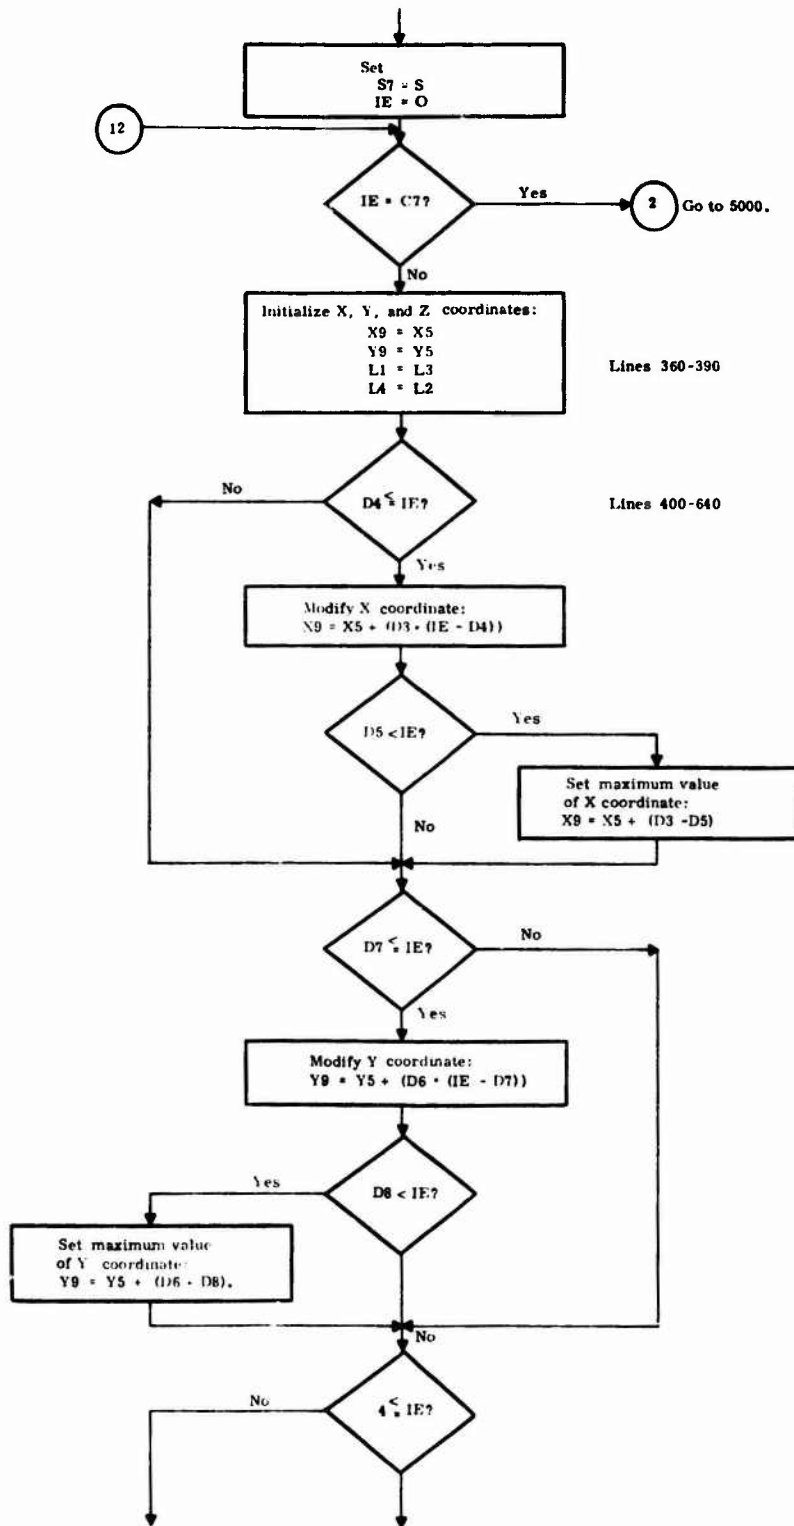 Set
S7 = S
IE = O
12
IE = C7?
Yes
2
Go to 5000.
No
Initialize X, Y, and Z coordinates:
X9 = X5
Y9 = Y5
L1 = L3
L4 = L2
Lines 360-390
No
D4 ≤ IE?
Lines 400-640
Yes
Modify X coordinate:
X9 = X5 + (D3 · (IE - D4))
D5 < IE?
Yes
Set maximum value
of X coordinate:
X9 = X5 + (D3 -D5)
No
D7 ≤ IE?
No
Yes
Modify Y coordinate:
Y9 = Y5 + (D6 · (IE - D7))
Yes
D8 < IE?
Set maximum value
of Y coordinate:
Y9 = Y5 + (D6 - D8).
No
No
4 ≤ IE?